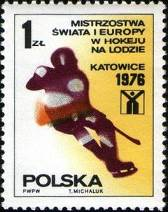 1 ZŁ
MISTRZOSTWA
ŚWIATA I EUROPY
W HOKEJU
NA LODZIE
KATOWICE
1976
POLSKA
PWPW
T. MICHALUK